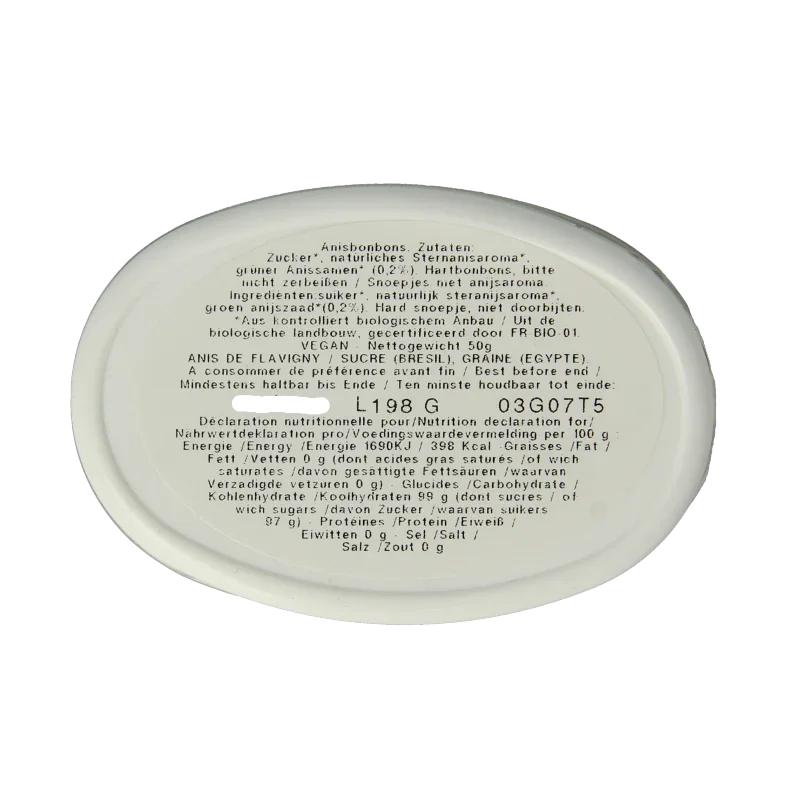 Anisbonbons. Zutaten:
Zucker*, natürliches Sternanisaroma*,
grüner Anissamen* (0,2%). Hartbonbons, bitte
nicht zerbeißen / Snoepjes met anijsaroma.
Ingrediënten:suiker*, natuurlijk steranijsaroma*,
groen anijszaad*(0,2%). Hard snoepje, niet doorbijten.
*Aus kontrolliert biologischem Anbau / Uit de
biologische landbouw, gecertificeerd door FR-BIO-01.
VEGAN - Nettogewicht 50g
ANIS DE FLAVIGNY / SUCRE (BRESIL), GRAINE (EGYPTE).
A consommer de préférence avant fin / Best before end /
Mindestens haltbar bis Ende / Ten minste houdbaar tot einde:
L198 G 03G07T5
Déclaration nutritionnelle pour/Nutrition declaration for/
Nährwertdeklaration pro/Voedingswaardevermelding per 100 g :
Energie /Energy /Energie 1690KJ / 398 Kcal -Graisses /Fat /
Fett /Vetten 0 g (dont acides gras saturés /of wich
saturates /davon gesättigte Fettsäuren /waarvan
Verzadigde vetzuren 0 g) - Glucides /Carbohydrate /
Kohlenhydrate /Koolhydraten 99 g (dont sucres / of
wich sugars /davon Zucker /waarvan suikers
97 g) - Protéines /Protein /Eiweiß /
Eiwitten 0 g - Sel /Salt /
Salz /Zout 0 g